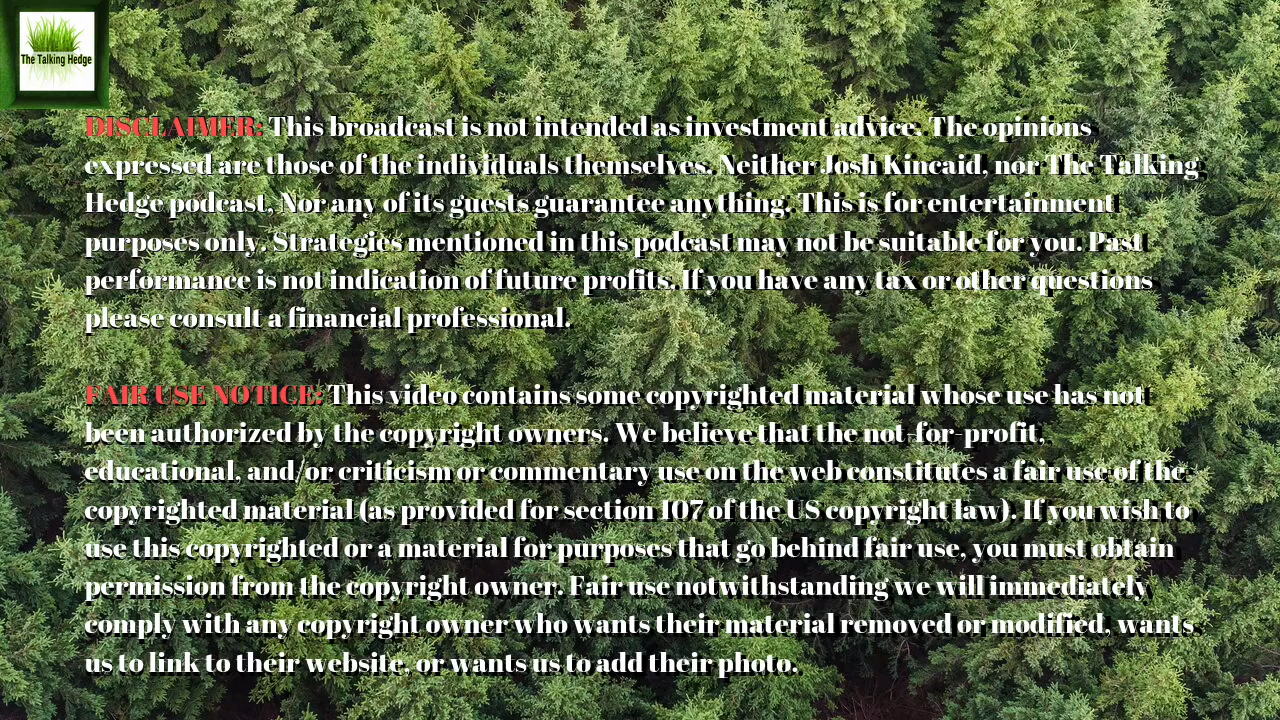 The Talking Hedge
DISCLAIMER: This broadcast is not intended as investment advice. The opinions
expressed are those of the individuals themselves. Neither Josh Kincaid, nor The Talking
Hedge podcast, Nor any of its guests guarantee anything. This is for entertainment
purposes only. Strategies mentioned in this podcast may not be suitable for you. Past
performance is not indication of future profits. If you have any tax or other questions
please consult a financial professional.
FAIR USE NOTICE: This video contains some copyrighted material whose use has not
been authorized by the copyright owners. We believe that the not-for-profit,
educational, and/or criticism or commentary use on the web constitutes a fair use of the
copyrighted material (as provided for section 107 of the US copyright law). If you wish to
use this copyrighted or a material for purposes that go behind fair use, you must obtain
permission from the copyright owner. Fair use notwithstanding we will immediately
comply with any copyright owner who wants their material removed or modified, wants
us to link to their website, or wants us to add their photo.